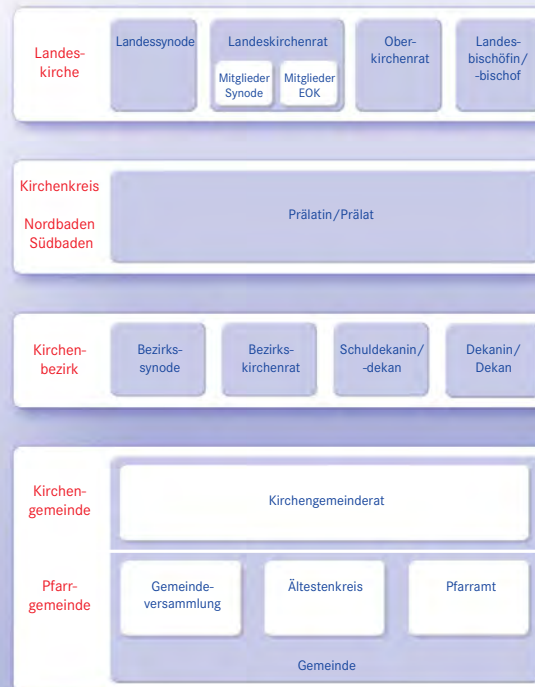 Landes-
kirche
Landessynode
Landeskirchenrat
Mitglieder
Synode
Mitglieder
EOK
Ober-
kirchenrat
Landes-
bischöfin/
-bischof
Kirchenkreis
Nordbaden
Südbaden
Prälatin/Prälat
Kirchen-
bezirk
Bezirks-
synode
Bezirks-
kirchenrat
Schuldekanin/
-dekan
Dekanin/
Dekan
Kirchen-
gemeinde
Kirchengemeinderat
Pfarr-
gemeinde
Gemeinde-
versammlung
Ältestenkreis
Pfarramt
Gemeinde